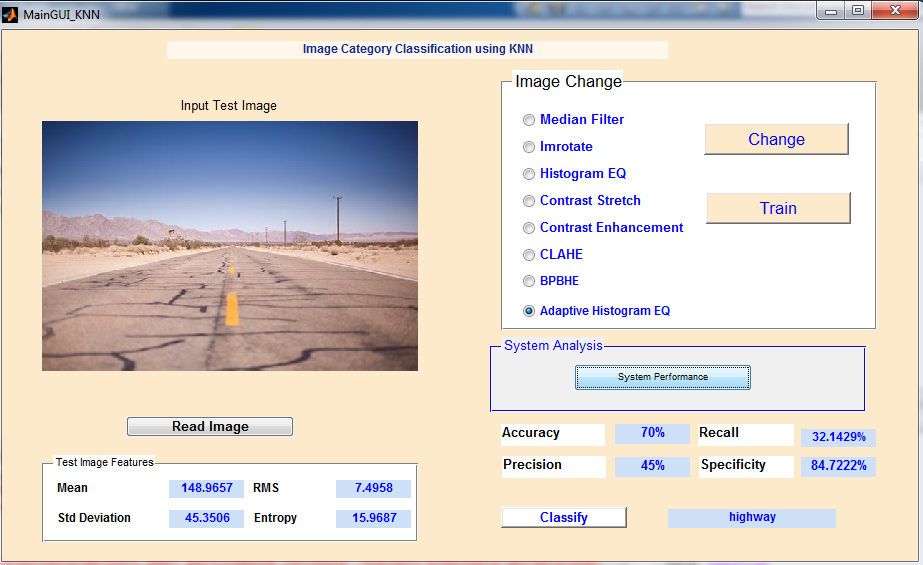 MainGUI_KNN
Image Category Classification using KNN
Input Test Image
Read Image
Test Image Features
Mean 148.9657 RMS 7.4958
Std Deviation 45.3506 Entropy 15.9687
Image Change
Median Filter
Imrotate
Histogram EQ
Contrast Stretch
Contrast Enhancement
CLAHE
BPBHE
Adaptive Histogram EQ
Change
Train
System Analysis
System Performance
Accuracy 70% Recall 32.1429%
Precision 45% Specificity 84.7222%
Classify highway